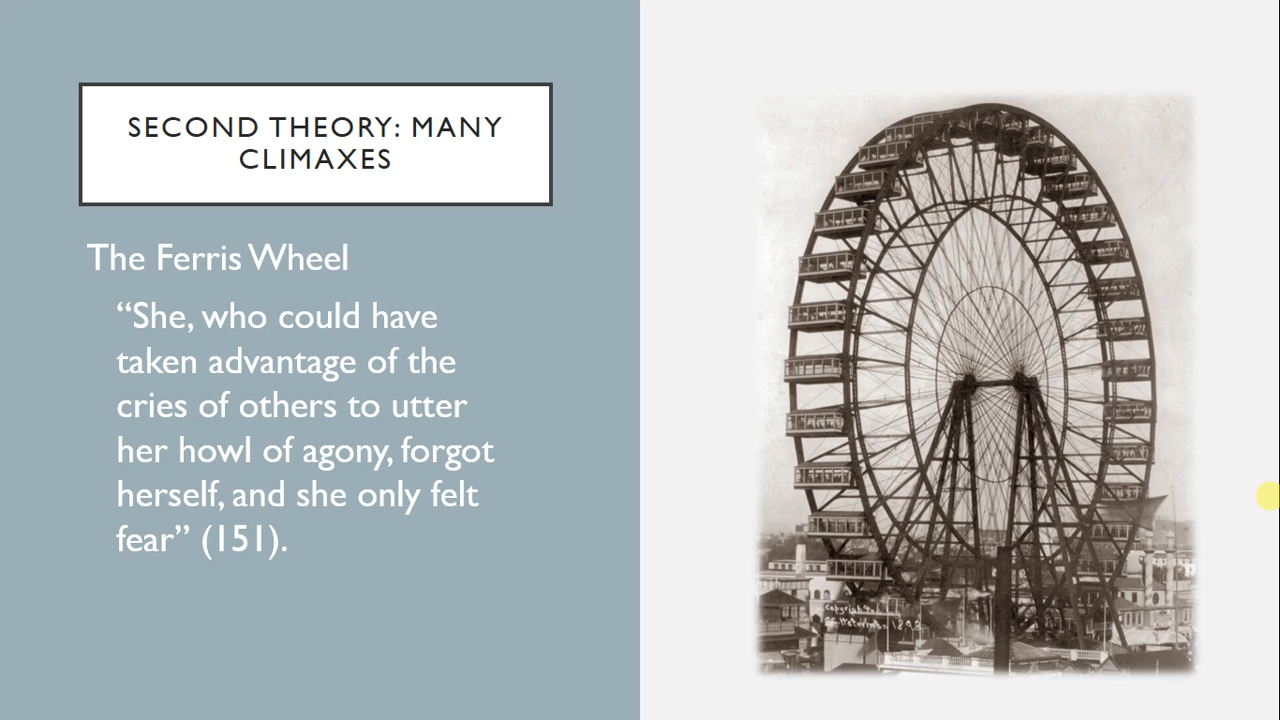 SECOND THEORY: MANY
CLIMAXES
The Ferris Wheel
“She, who could have
taken advantage of the
cries of others to utter
her howl of agony, forgot
herself, and she only felt
fear” (151).